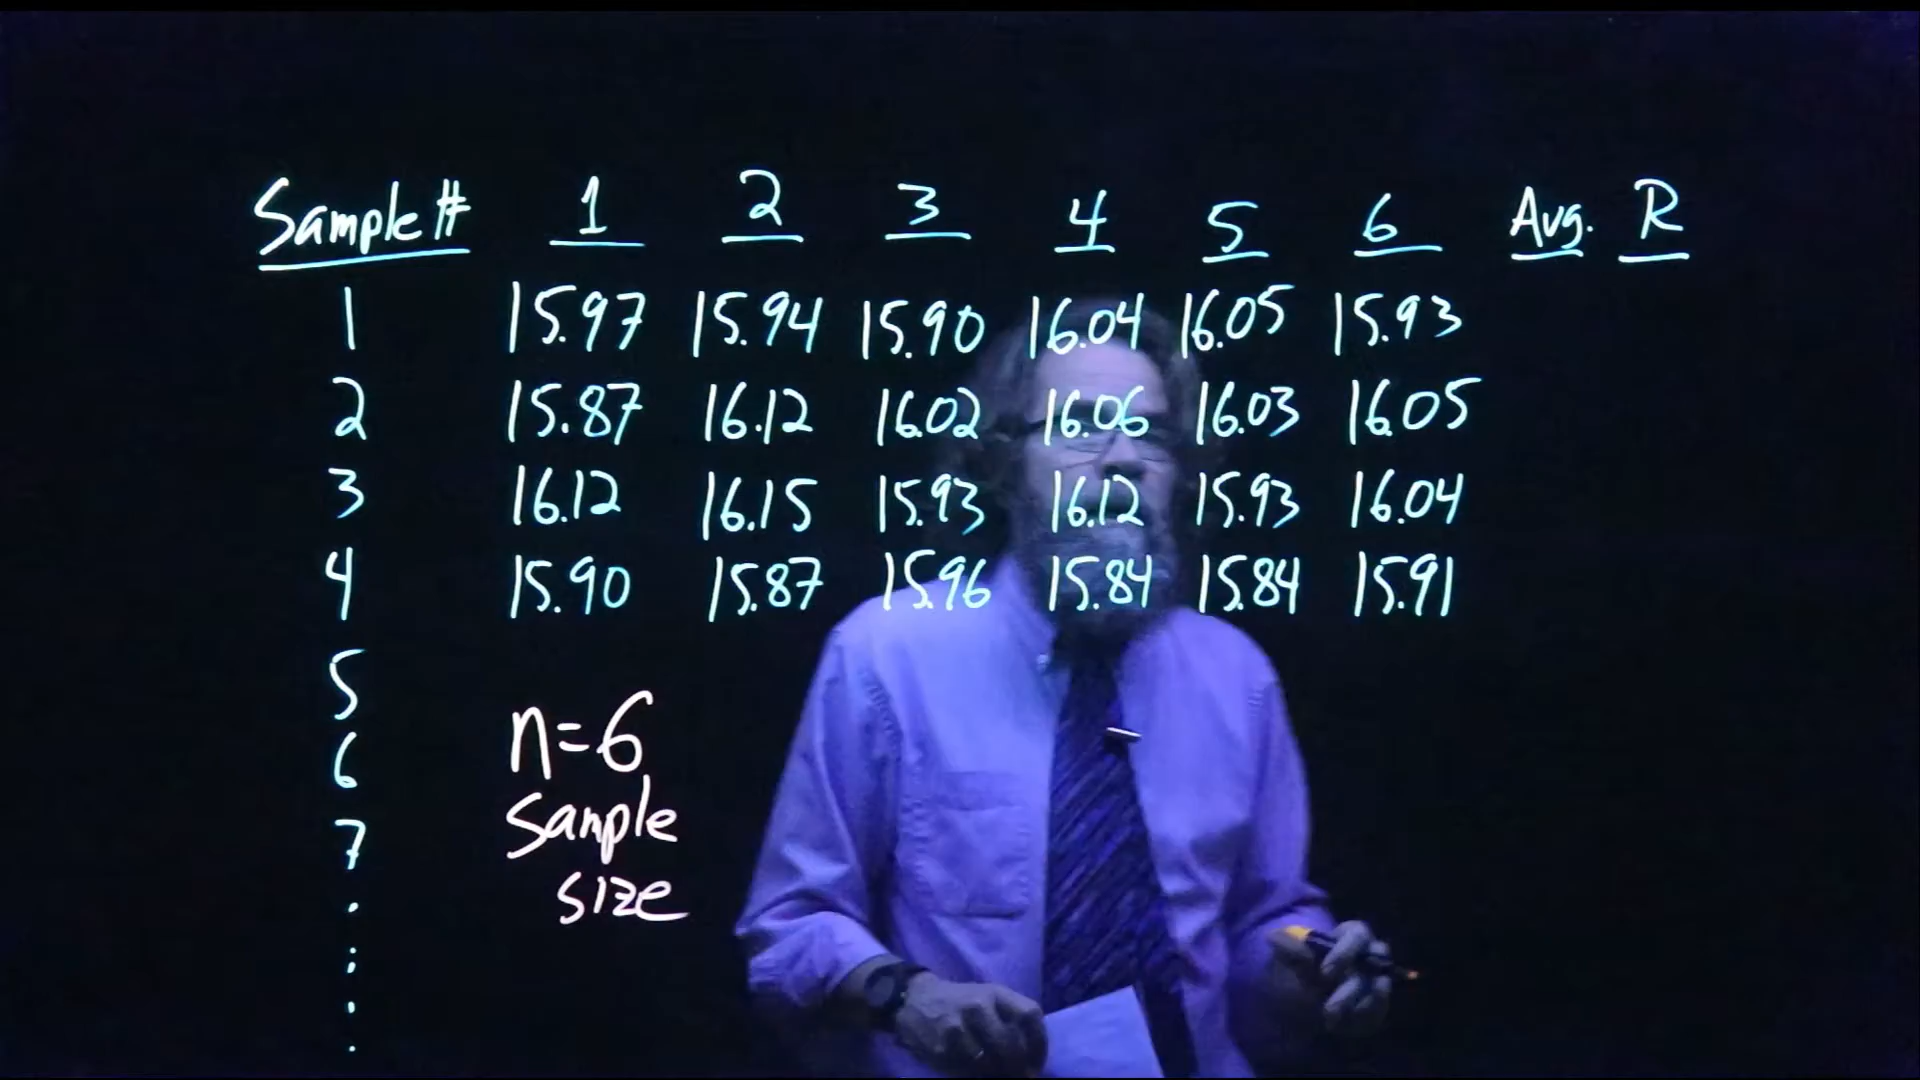 Sample # 1 2 3 4 5 6 Avg. R
1 15.97 15.94 15.90 16.04 16.05 15.93
2 15.87 16.12 16.02 16.06 16.03 16.05
3 16.12 16.15 15.93 16.12 15.93 16.04
4 15.90 15.87 15.96 15.84 15.84 15.91
5
6
7
n=6
sample
size